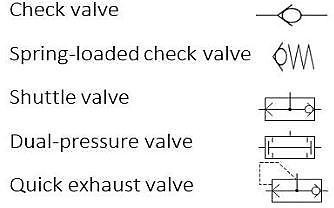 Check valve
Spring-loaded check valve
Shuttle valve
Dual-pressure valve
Quick exhaust valve